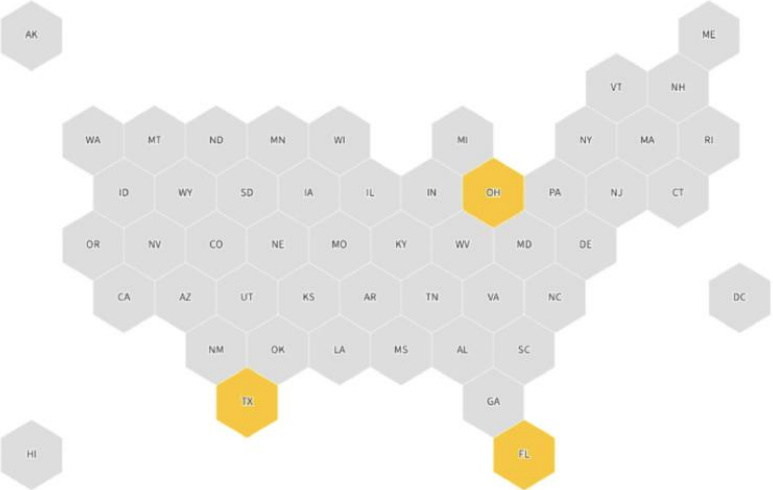 AK ME
VT NH
WA MT ND MN WI MI NY MA RI
ID WY SD IA IL IN OH PA NJ CT
OR NV CO NE MO KY WV MD DE
CA AZ UT KS AR TN VA NC DC
NM OK LA MS AL SC
TX GA
HI FL